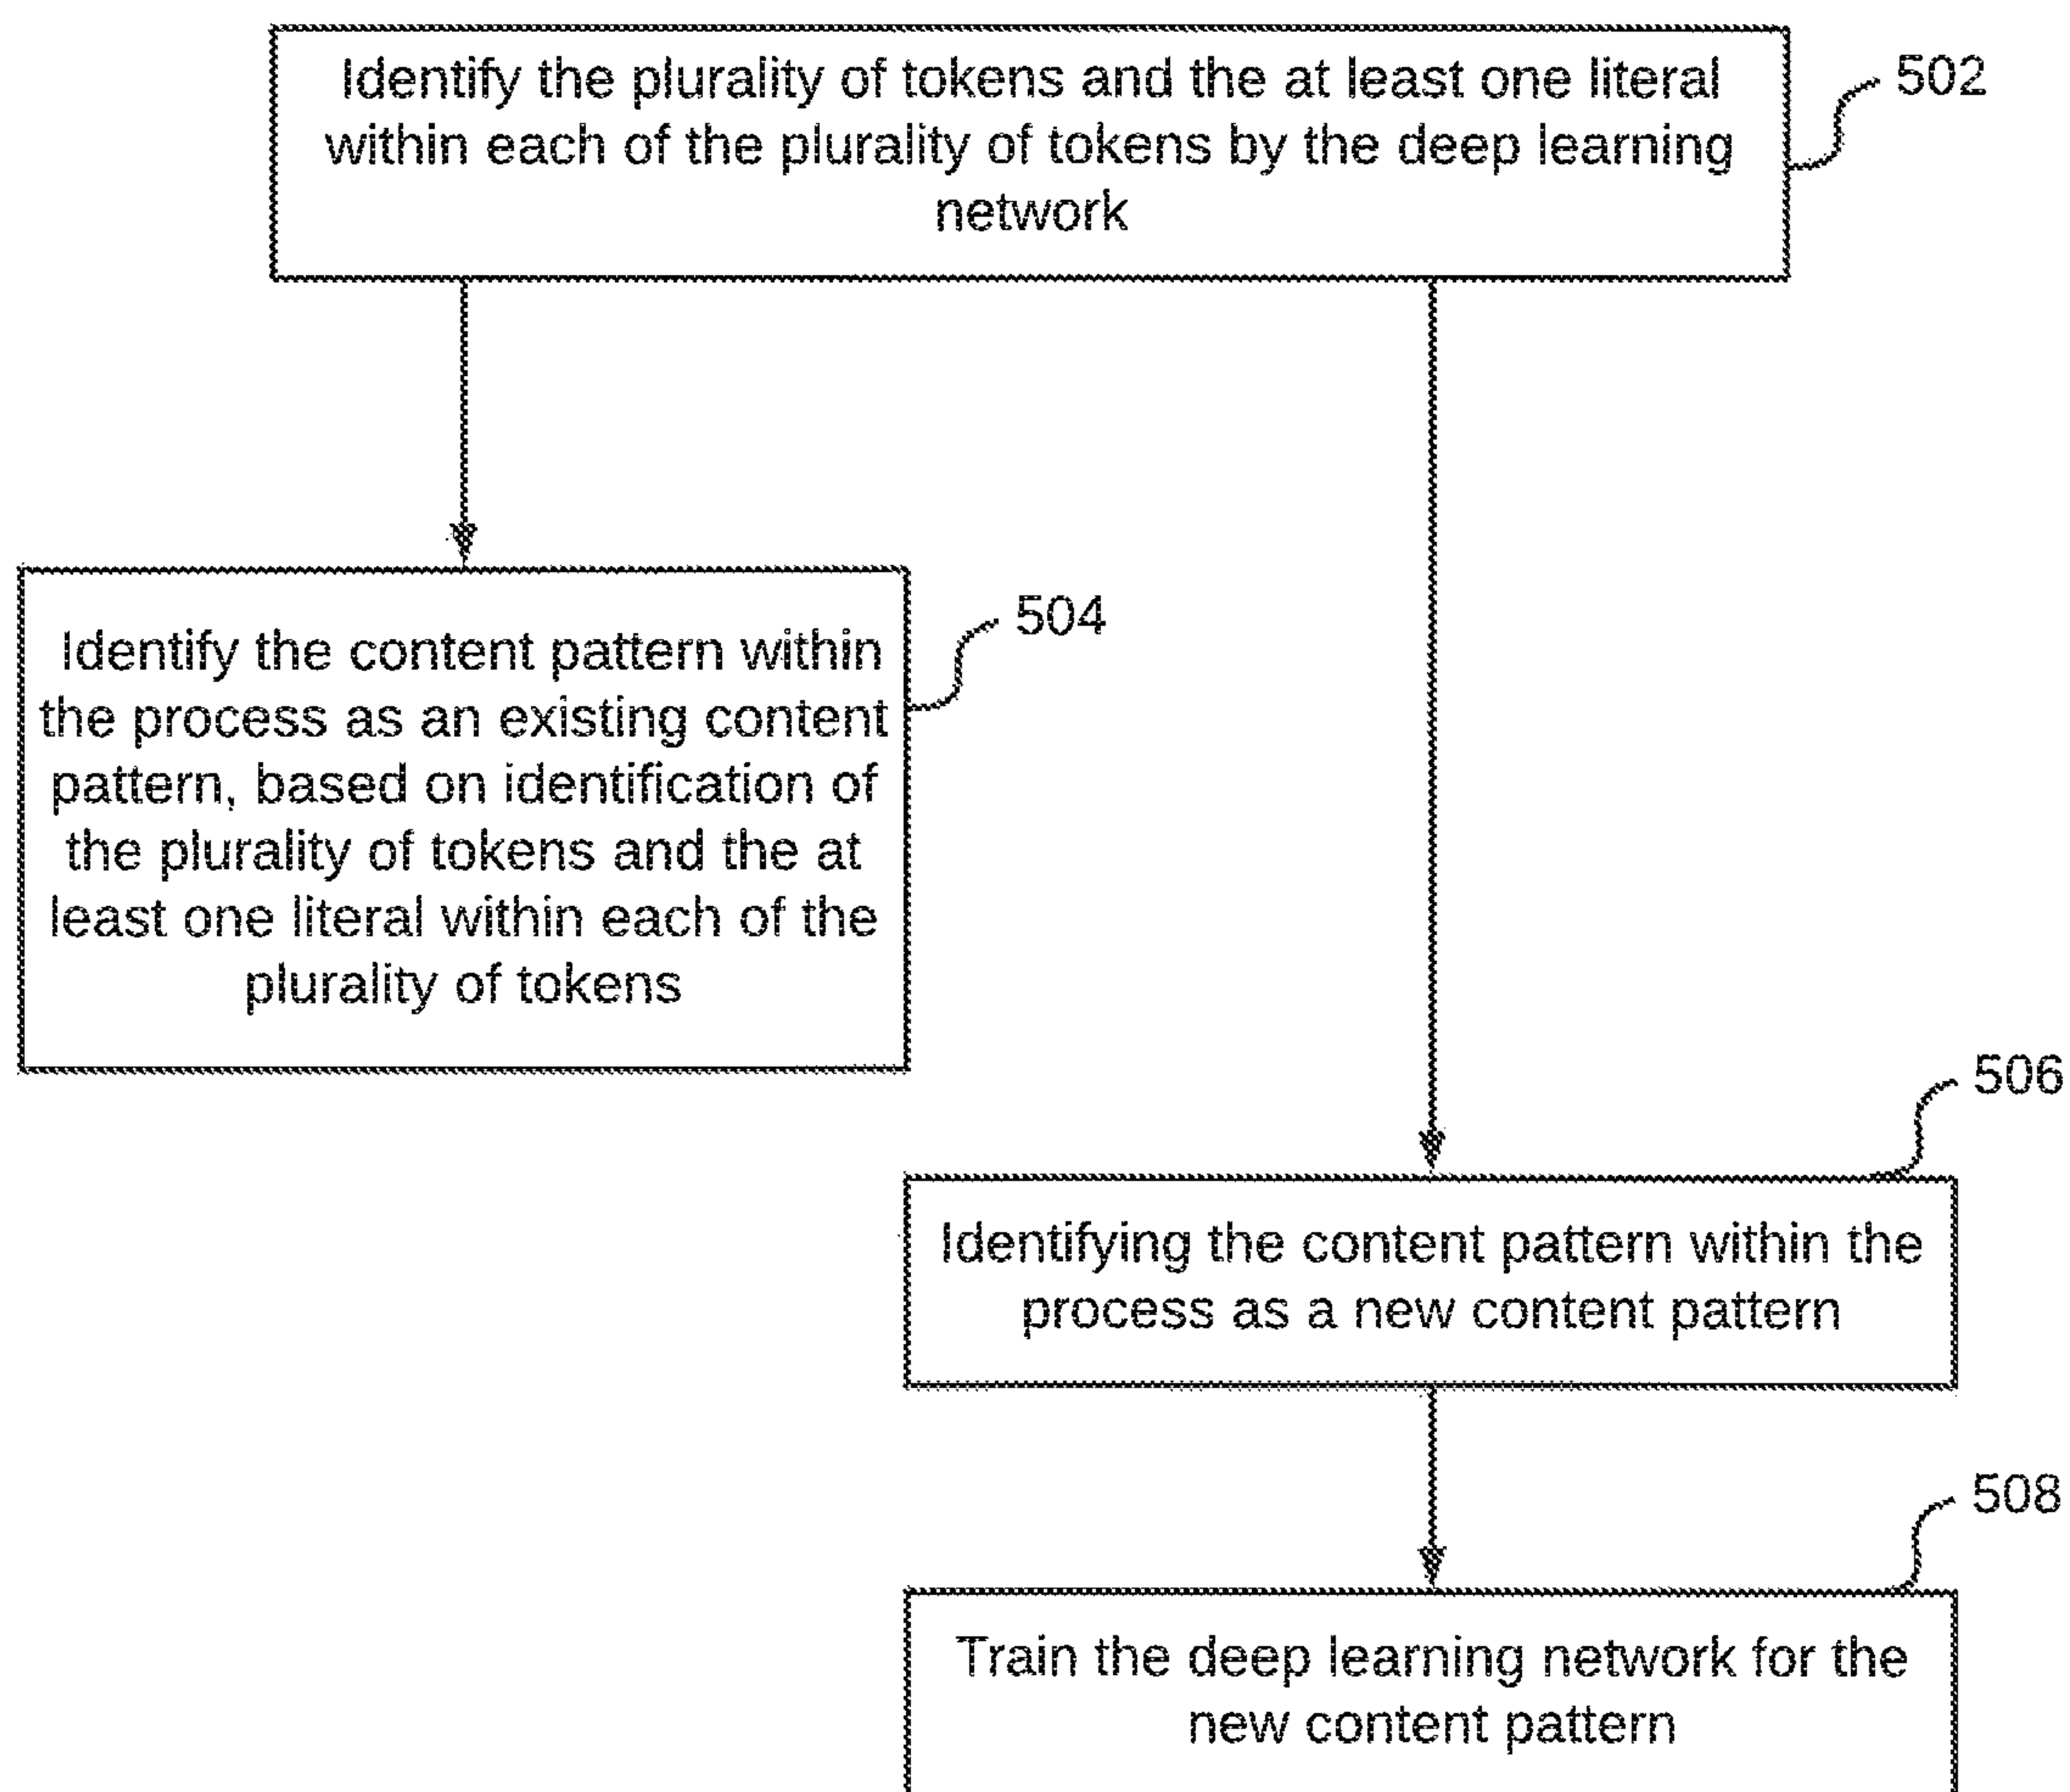 Identify the plurality of tokens and the at least one literal
within each of the plurality of tokens by the deep learning
network
502
Identify the content pattern within
the process as an existing content
pattern, based on identification of
the plurality of tokens and the at
least one literal within each of the
plurality of tokens
504
506
Identifying the content pattern within the
process as a new content pattern
508
Train the deep learning network for the
new content pattern